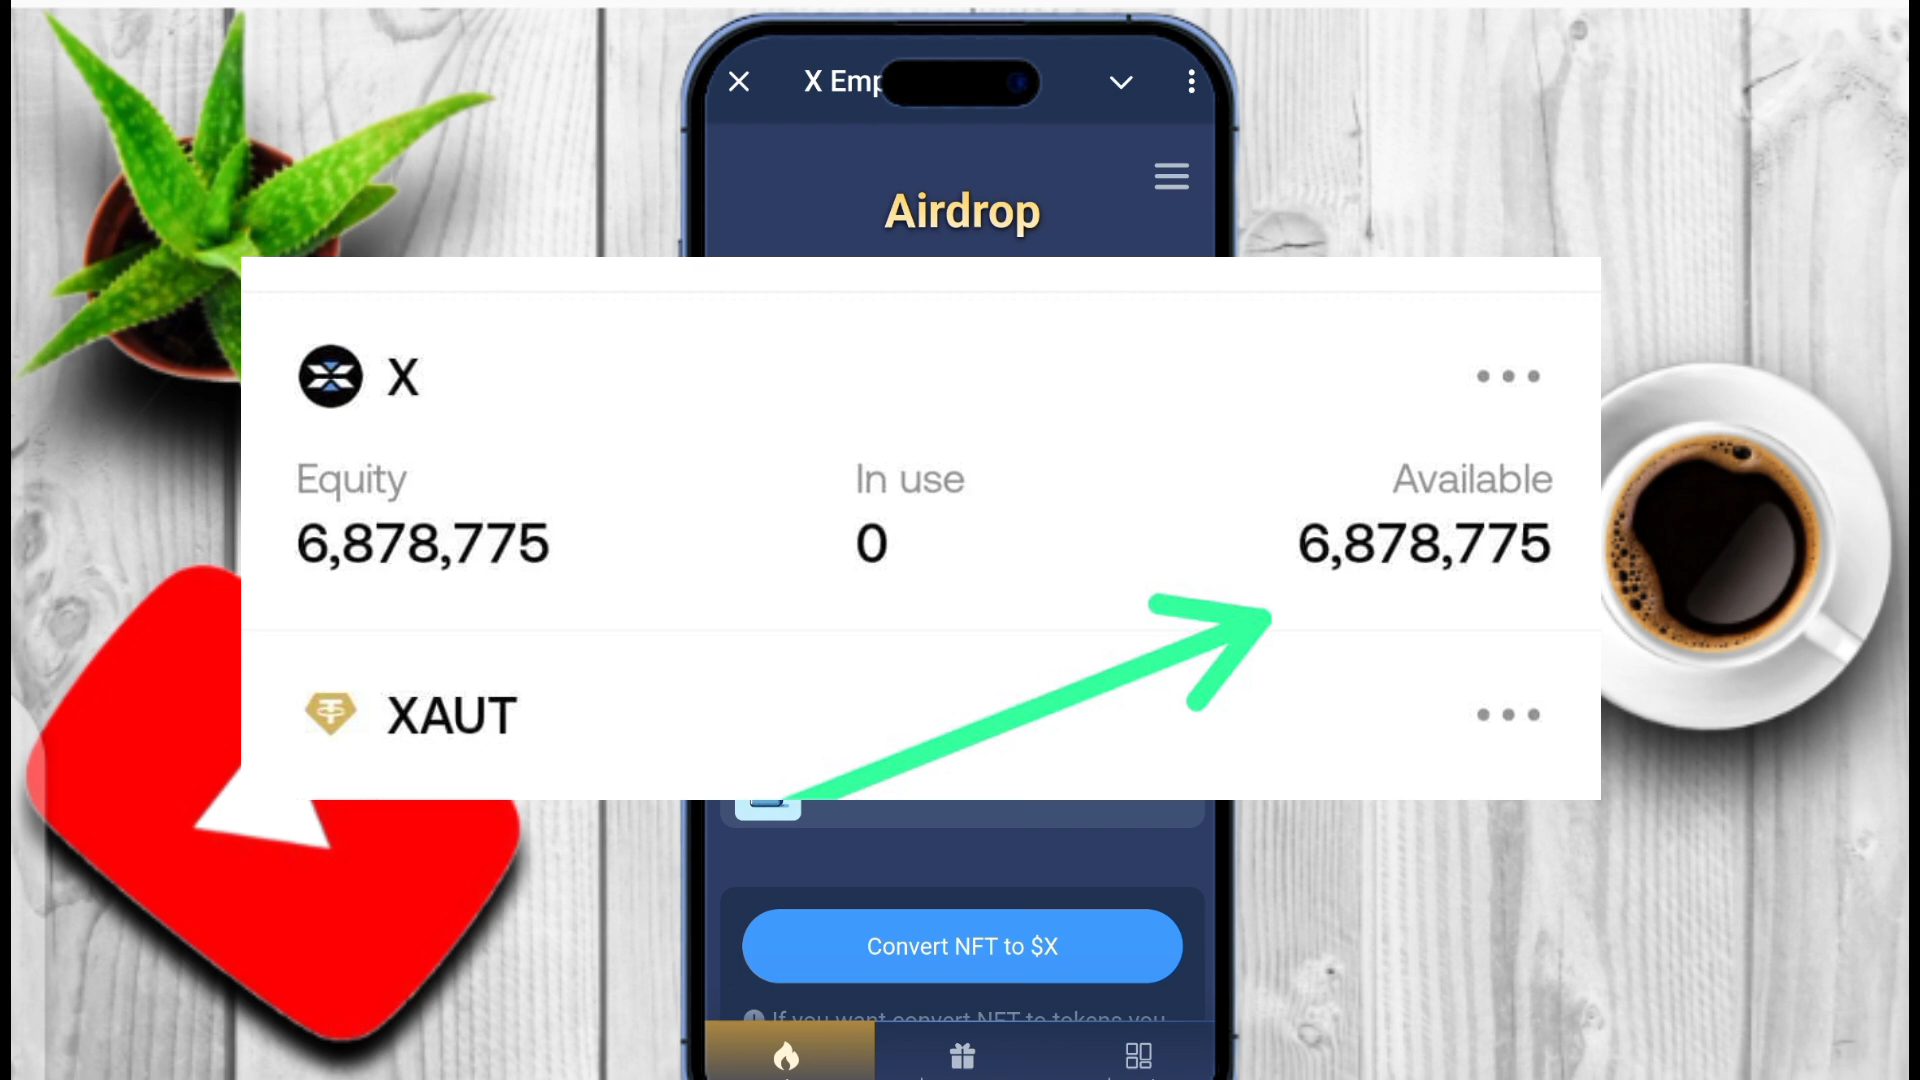 X Emp
Airdrop
X
Equity In use Available
6,878,775 0 6,878,775
XAUT
Convert NFT to $X
If you want convert NFT to tokens you